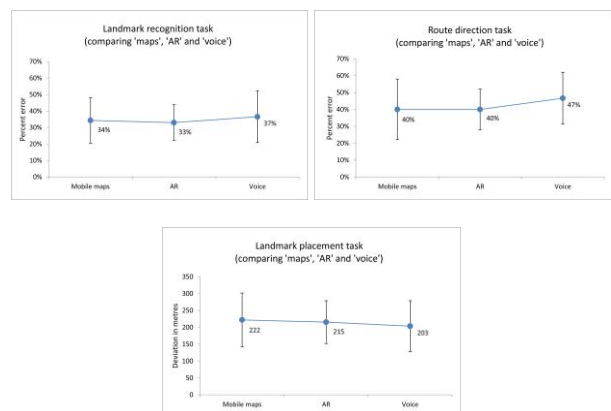 Landmark recognition task
(comparing 'maps', 'AR' and 'voice')
70%
60%
50%
40%
30%
20%
10%
0%
Percent error
34%
33%
37%
Mobile maps
AR
Voice
Route direction task
(comparing 'maps', 'AR' and 'voice')
70%
60%
50%
40%
30%
20%
10%
0%
Percent error
40%
40%
47%
Mobile maps
AR
Voice
Landmark placement task
(comparing 'maps', 'AR' and 'voice')
350
300
250
200
150
100
50
0
Deviation in metres
222
215
203
Mobile maps
AR
Voice